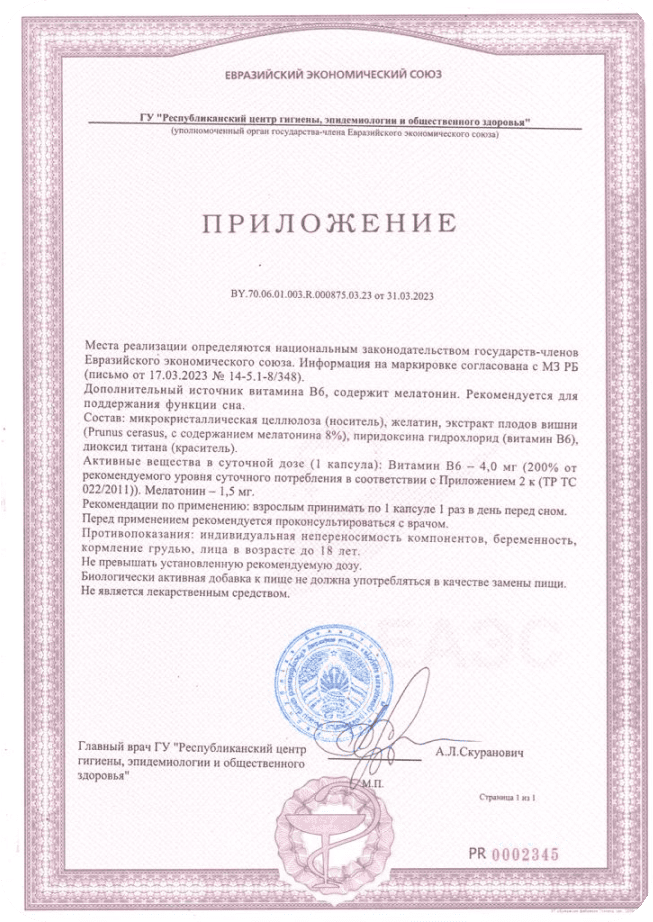 ЕВРАЗИЙСКИЙ ЭКОНОМИЧЕСКИЙ СОЮЗ
ГУ "Республиканский центр гигиены, эпидемиологии и общественного здоровья"
(уполномоченный орган государства-члена Евразийского экономического союза)
ПРИЛОЖЕНИЕ
BY.70.06.01.003.R.000875.03.23 от 31.03.2023
Места реализации определяются национальным законодательством государств-членов
Евразийского экономического союза. Информация на маркировке согласована с МЗ РБ
(письмо от 17.03.2023 № 14-5.1-8/348).
Дополнительный источник витамина В6, содержит мелатонин. Рекомендуется для
поддержания функции сна.
Состав: микрокристаллическая целлюлоза (носитель), желатин, экстракт плодов вишни
(Prunus cerasus, с содержанием мелатонина 8%), пиридоксина гидрохлорид (витамин В6),
диоксид титана (краситель).
Активные вещества в суточной дозе (1 капсула): Витамин В6 – 4,0 мг (200% от
рекомендуемого уровня суточного потребления в соответствии с Приложением 2 к (ТР ТС
022/2011)). Мелатонин – 1,5 мг.
Рекомендации по применению: взрослым принимать по 1 капсуле 1 раз в день перед сном.
Перед применением рекомендуется проконсультироваться с врачом.
Противопоказания: индивидуальная непереносимость компонентов, беременность,
кормление грудью, лица в возрасте до 18 лет.
Не превышать установленную рекомендуемую дозу.
Биологически активная добавка к пище не должна употребляться в качестве замены пищи.
Не является лекарственным средством.
Главный врач ГУ "Республиканский центр
гигиены, эпидемиологии и общественного
здоровья"
А.Л.Скуранович
М.П.
Страница 1 из 1
PR 0002345